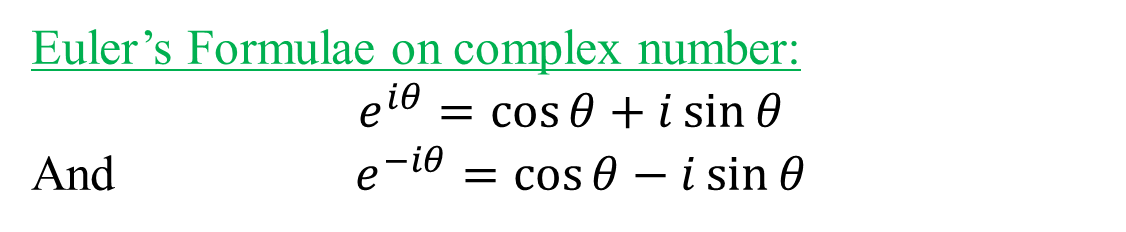 Euler’s Formulae on complex number:
e^{iθ} = cos θ + i sin θ
And e^{−iθ} = cos θ − i sin θ